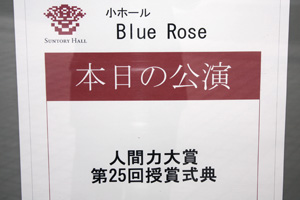 小ホール
Blue Rose
SUNTORY HALL
本日の公演
人間力大賞
第25回授賞式典